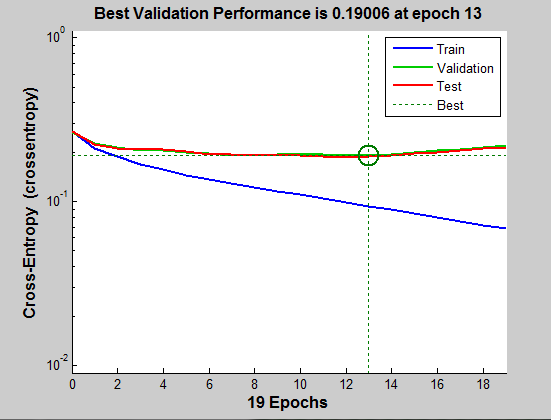 Best Validation Performance is 0.19006 at epoch 13
Train
Validation
Test
Best
Cross-Entropy (crossentropy)
10^0
10^-1
10^-2
0 2 4 6 8 10 12 14 16 18
19 Epochs